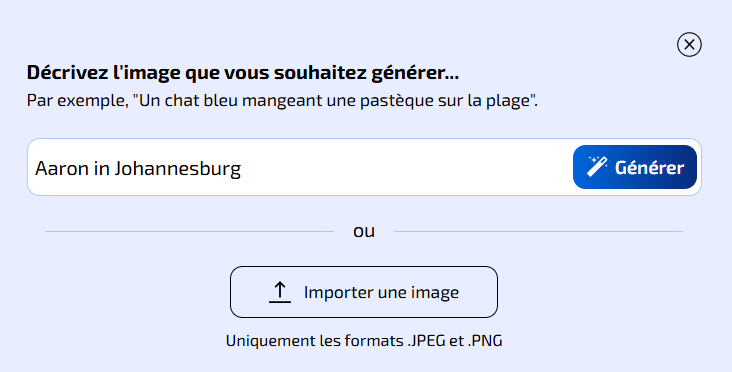 Décrivez l'image que vous souhaitez générer...
Par exemple, "Un chat bleu mangeant une pastèque sur la plage".
Aaron in Johannesburg
Générer
ou
Importer une image
Uniquement les formats .JPEG et .PNG